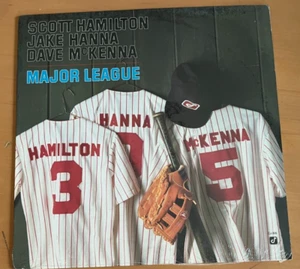 SCOTT HAMILTON
JAKE HANNA
DAVE McKENNA
MAJOR LEAGUE
HANNA
HAMILTON
3
McKENNA
5